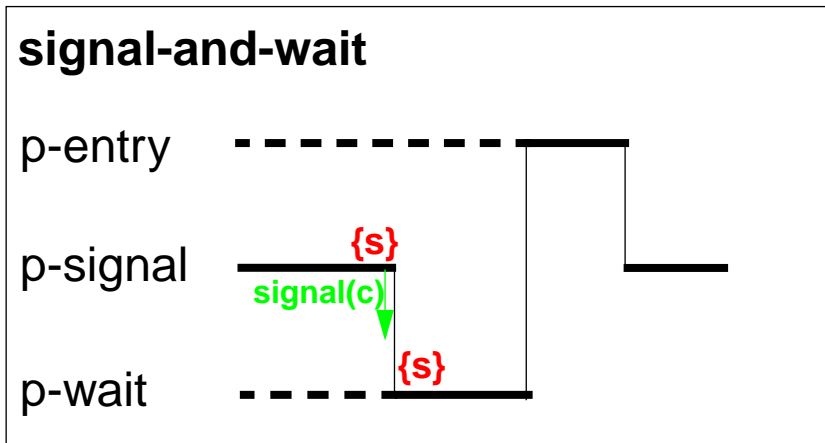 signal-and-wait
p-entry
{s}
p-signal
signal(c)
{s}
p-wait